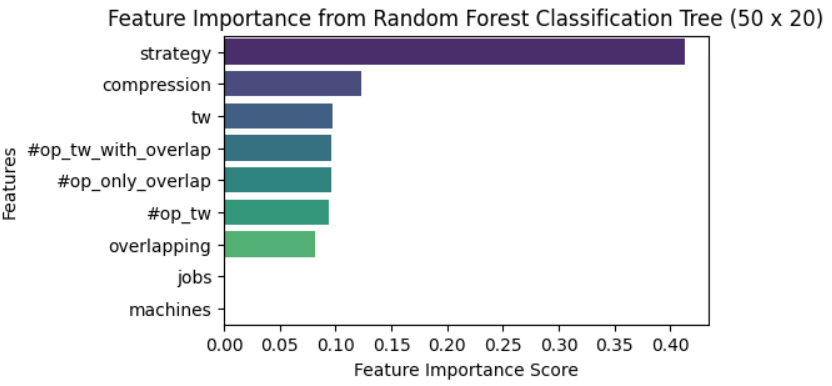 Feature Importance from Random Forest Classification Tree (50 x 20)
Features
strategy
compression
tw
#op_tw_with_overlap
#op_only_overlap
#op_tw
overlapping
jobs
machines
0.00 0.05 0.10 0.15 0.20 0.25 0.30 0.35 0.40
Feature Importance Score